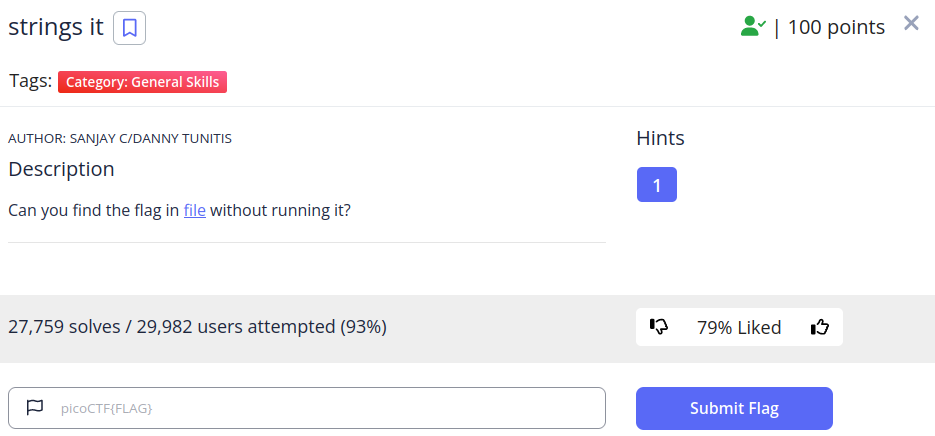 strings it
| 100 points
Tags: Category: General Skills
AUTHOR: SANJAY C/DANNY TUNITIS
Hints
Description
1
Can you find the flag in file without running it?
27,759 solves / 29,982 users attempted (93%)
79% Liked
picoCTF{FLAG}
Submit Flag